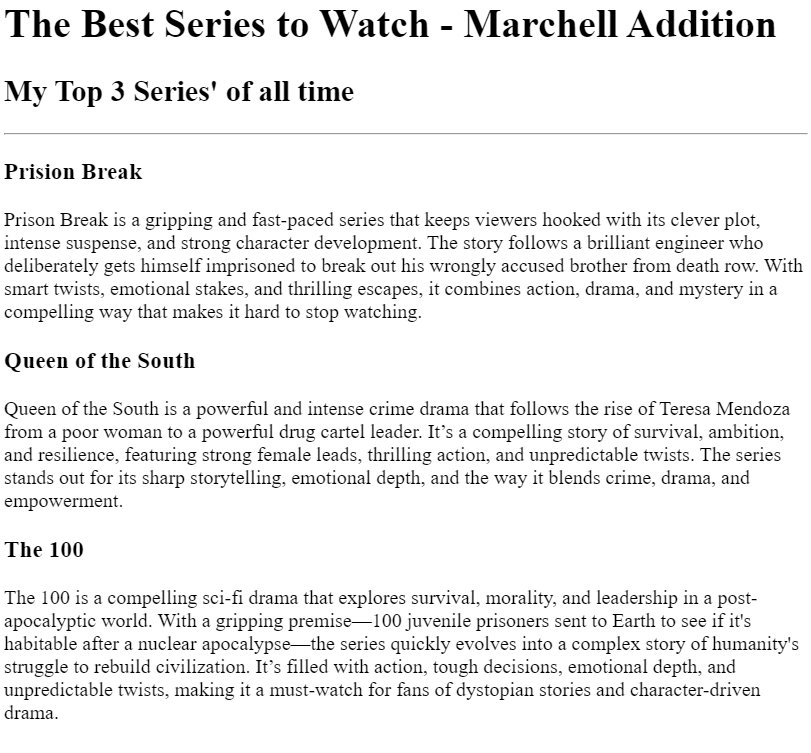 The Best Series to Watch - Marchell Addition
My Top 3 Series' of all time
Prision Break
Prison Break is a gripping and fast-paced series that keeps viewers hooked with its clever plot,
intense suspense, and strong character development. The story follows a brilliant engineer who
deliberately gets himself imprisoned to break out his wrongly accused brother from death row. With
smart twists, emotional stakes, and thrilling escapes, it combines action, drama, and mystery in a
compelling way that makes it hard to stop watching.
Queen of the South
Queen of the South is a powerful and intense crime drama that follows the rise of Teresa Mendoza
from a poor woman to a powerful drug cartel leader. It’s a compelling story of survival, ambition,
and resilience, featuring strong female leads, thrilling action, and unpredictable twists. The series
stands out for its sharp storytelling, emotional depth, and the way it blends crime, drama, and
empowerment.
The 100
The 100 is a compelling sci-fi drama that explores survival, morality, and leadership in a post-
apocalyptic world. With a gripping premise—100 juvenile prisoners sent to Earth to see if it's
habitable after a nuclear apocalypse—the series quickly evolves into a complex story of humanity's
struggle to rebuild civilization. It’s filled with action, tough decisions, emotional depth, and
unpredictable twists, making it a must-watch for fans of dystopian stories and character-driven
drama.